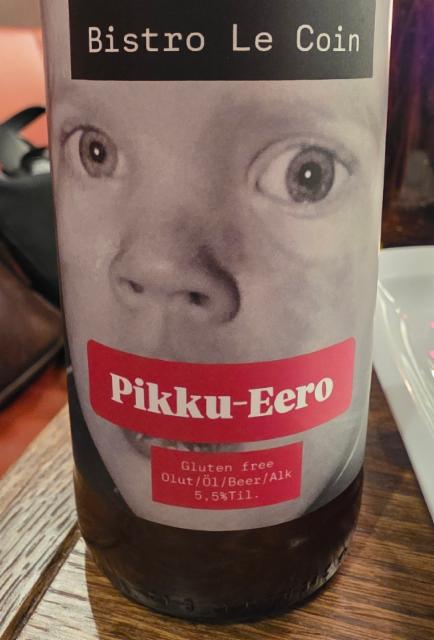 Bistro Le Coin
Pikku-Eero
Gluten free
Olut/Öl/Beer/Alk
5,5%Til.